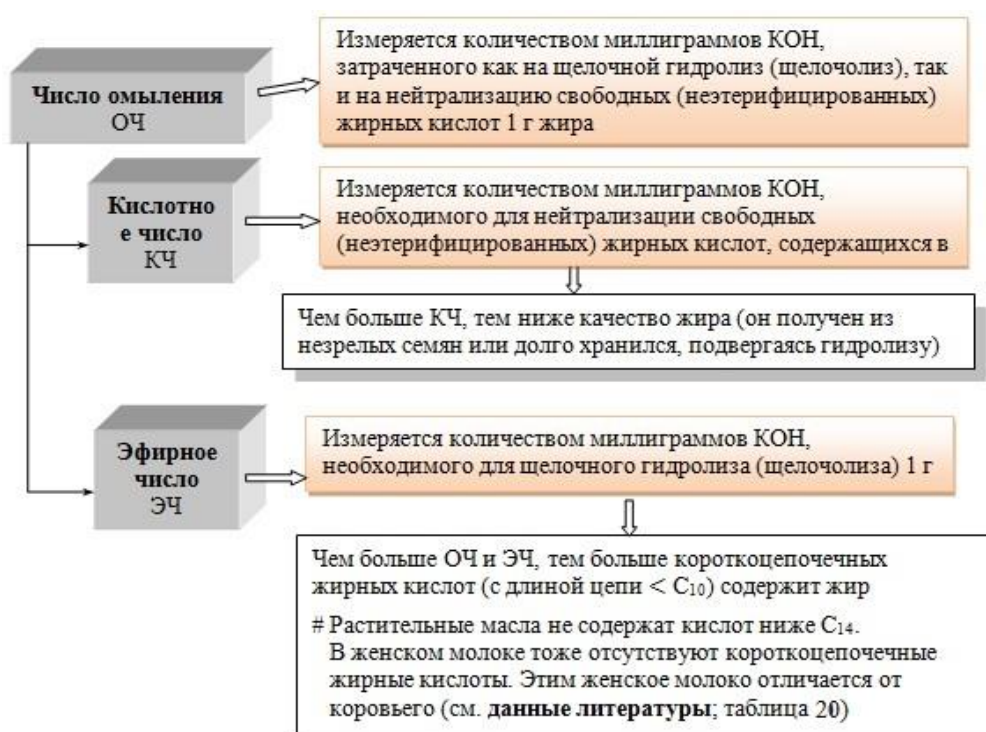 Число омыления
ОЧ
Измеряется количеством миллиграммов КОН,
затраченного как на щелочной гидролиз (щелочолиз), так
и на нейтрализацию свободных (неэтерифицированных)
жирных кислот 1 г жира
Кислотно
е число
КЧ
Измеряется количеством миллиграммов КОН,
необходимого для нейтрализации свободных
(неэтерифицированных) жирных кислот, содержащихся в
Чем больше КЧ, тем ниже качество жира (он получен из
незрелых семян или долго хранился, подвергаясь гидролизу)
Эфирное
число
ЭЧ
Измеряется количеством миллиграммов КОН,
необходимого для щелочного гидролиза (щелочолиза) 1 г
Чем больше ОЧ и ЭЧ, тем больше короткоцепочечных
жирных кислот (с длиной цепи < C₁₀) содержит жир
# Растительные масла не содержат кислот ниже C₁₄.
В женском молоке тоже отсутствуют короткоцепочечные
жирные кислоты. Этим женское молоко отличается от
коровьего (см. данные литературы; таблица 20)